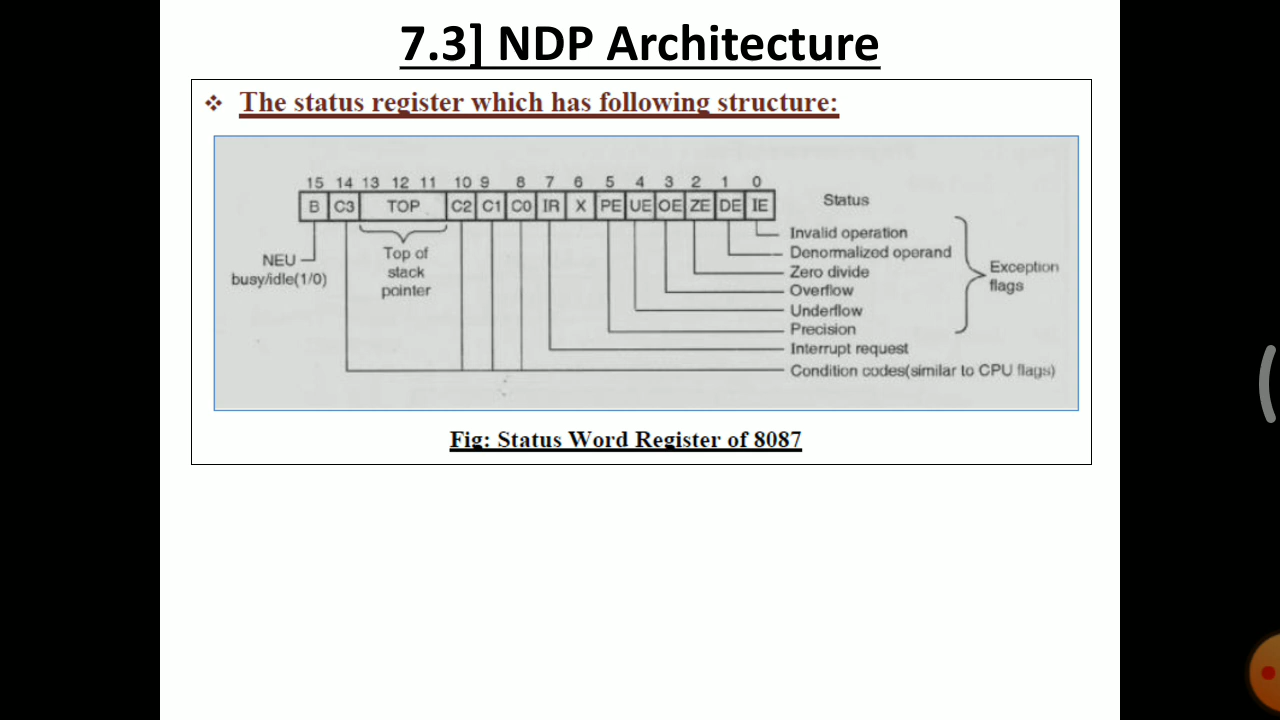 7.3] NDP Architecture
❖ The status register which has following structure:
15 14 13 12 11 10 9 8 7 6 5 4 3 2 1 0
B C3 TOP C2 C1 C0 IR X PE UE OE ZE DE IE
Status
NEU
busy/idle(1/0)
Top of
stack
pointer
Invalid operation
Denormalized operand
Zero divide
Overflow
Underflow
Precision
Interrupt request
Condition codes(similar to CPU flags)
Exception
flags
Fig: Status Word Register of 8087